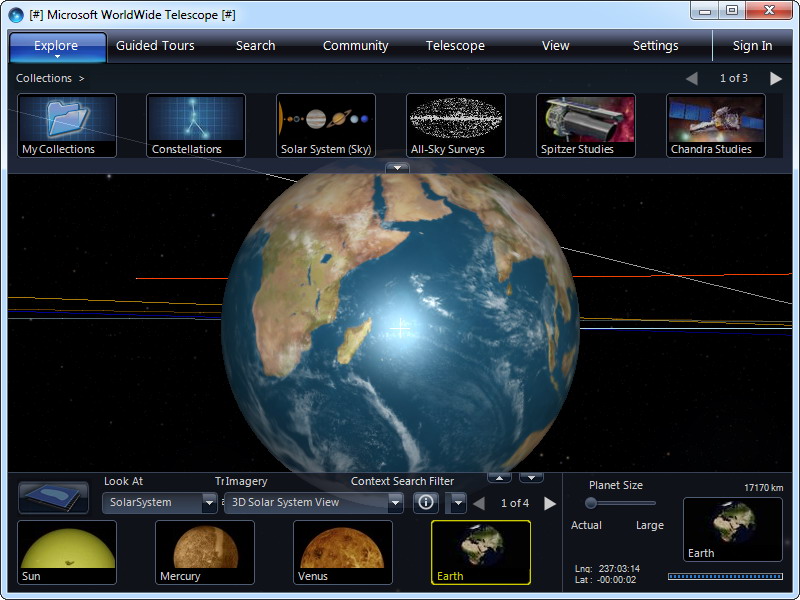 [#] Microsoft WorldWide Telescope [#]
Explore Guided Tours Search Community Telescope View Settings Sign In
Collections > 1 of 3
My Collections Constellations Solar System (Sky) All-Sky Surveys Spitzer Studies Chandra Studies
Look At TrImagery Context Search Filter Planet Size 17170 km
SolarSystem 3D Solar System View 1 of 4
Actual Large
Sun Mercury Venus Earth Earth
Lng: 237:03:14
Lat : -00:00:02